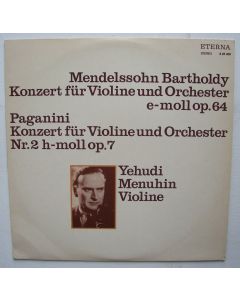 ETERNA
STEREO
Mendelssohn Bartholdy
Konzert für Violine und Orchester
e-moll op.64
Paganini
Konzert für Violine und Orchester
Nr.2 h-moll op.7
Yehudi
Menuhin
Violine